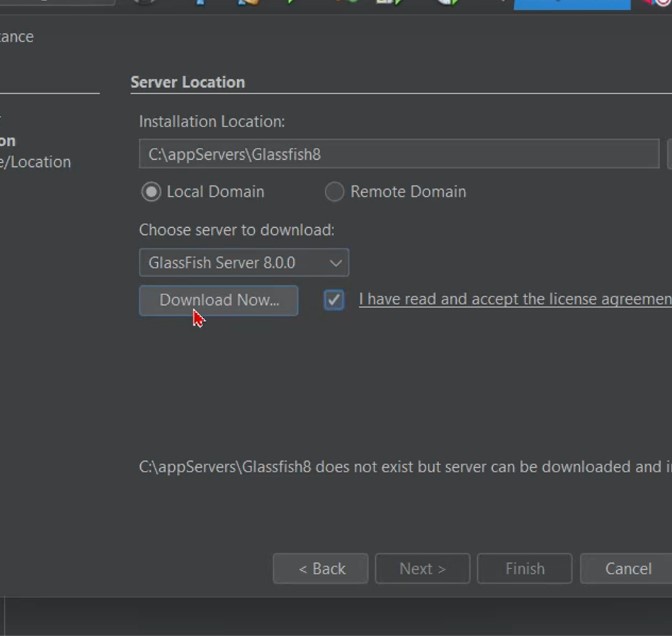 ance
Server Location
Installation Location:
on
C:\appServers\Glassfish8
e/Location
Local Domain
Remote Domain
Choose server to download:
GlassFish Server 8.0.0
Download Now...
I have read and accept the license agreemen
C:\appServers\Glassfish8 does not exist but server can be downloaded and i
< Back
Next >
Finish
Cancel